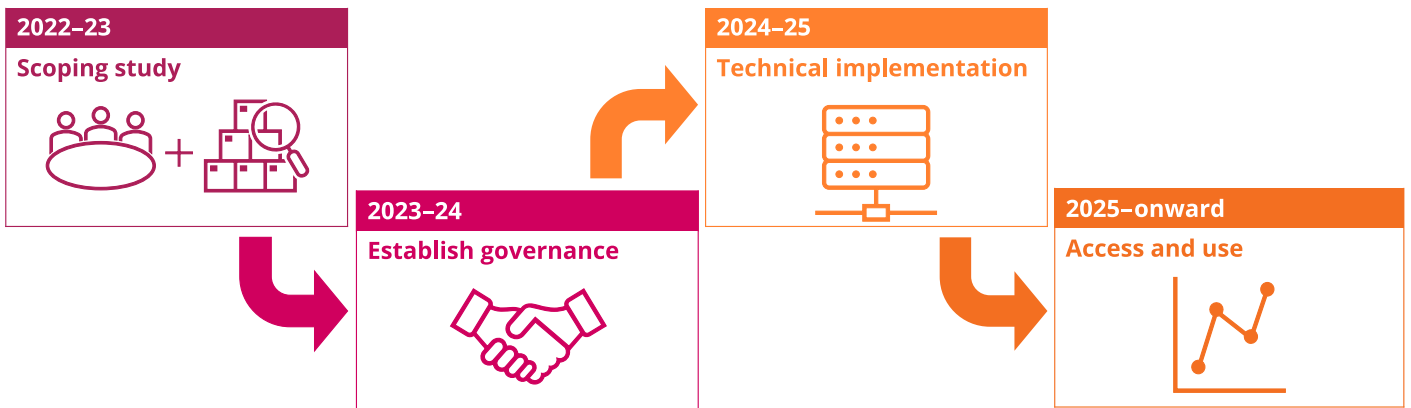 2022–23
Scoping study
2023–24
Establish governance
2024–25
Technical implementation
2025–onward
Access and use